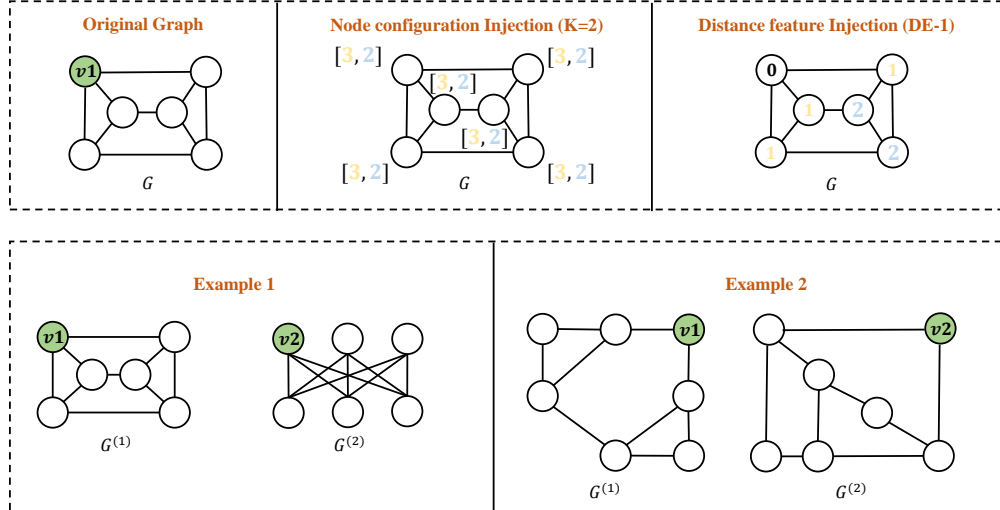 Original Graph
v1
G
Node configuration Injection (K=2)
[3, 2] [3, 2]
[3, 2]
[3, 2]
[3, 2] [3, 2]
G
Distance feature Injection (DE-1)
0 1
1 2
1 2
G
Example 1
v1
G⁽¹⁾
v2
G⁽²⁾
Example 2
v1
G⁽¹⁾
v2
G⁽²⁾